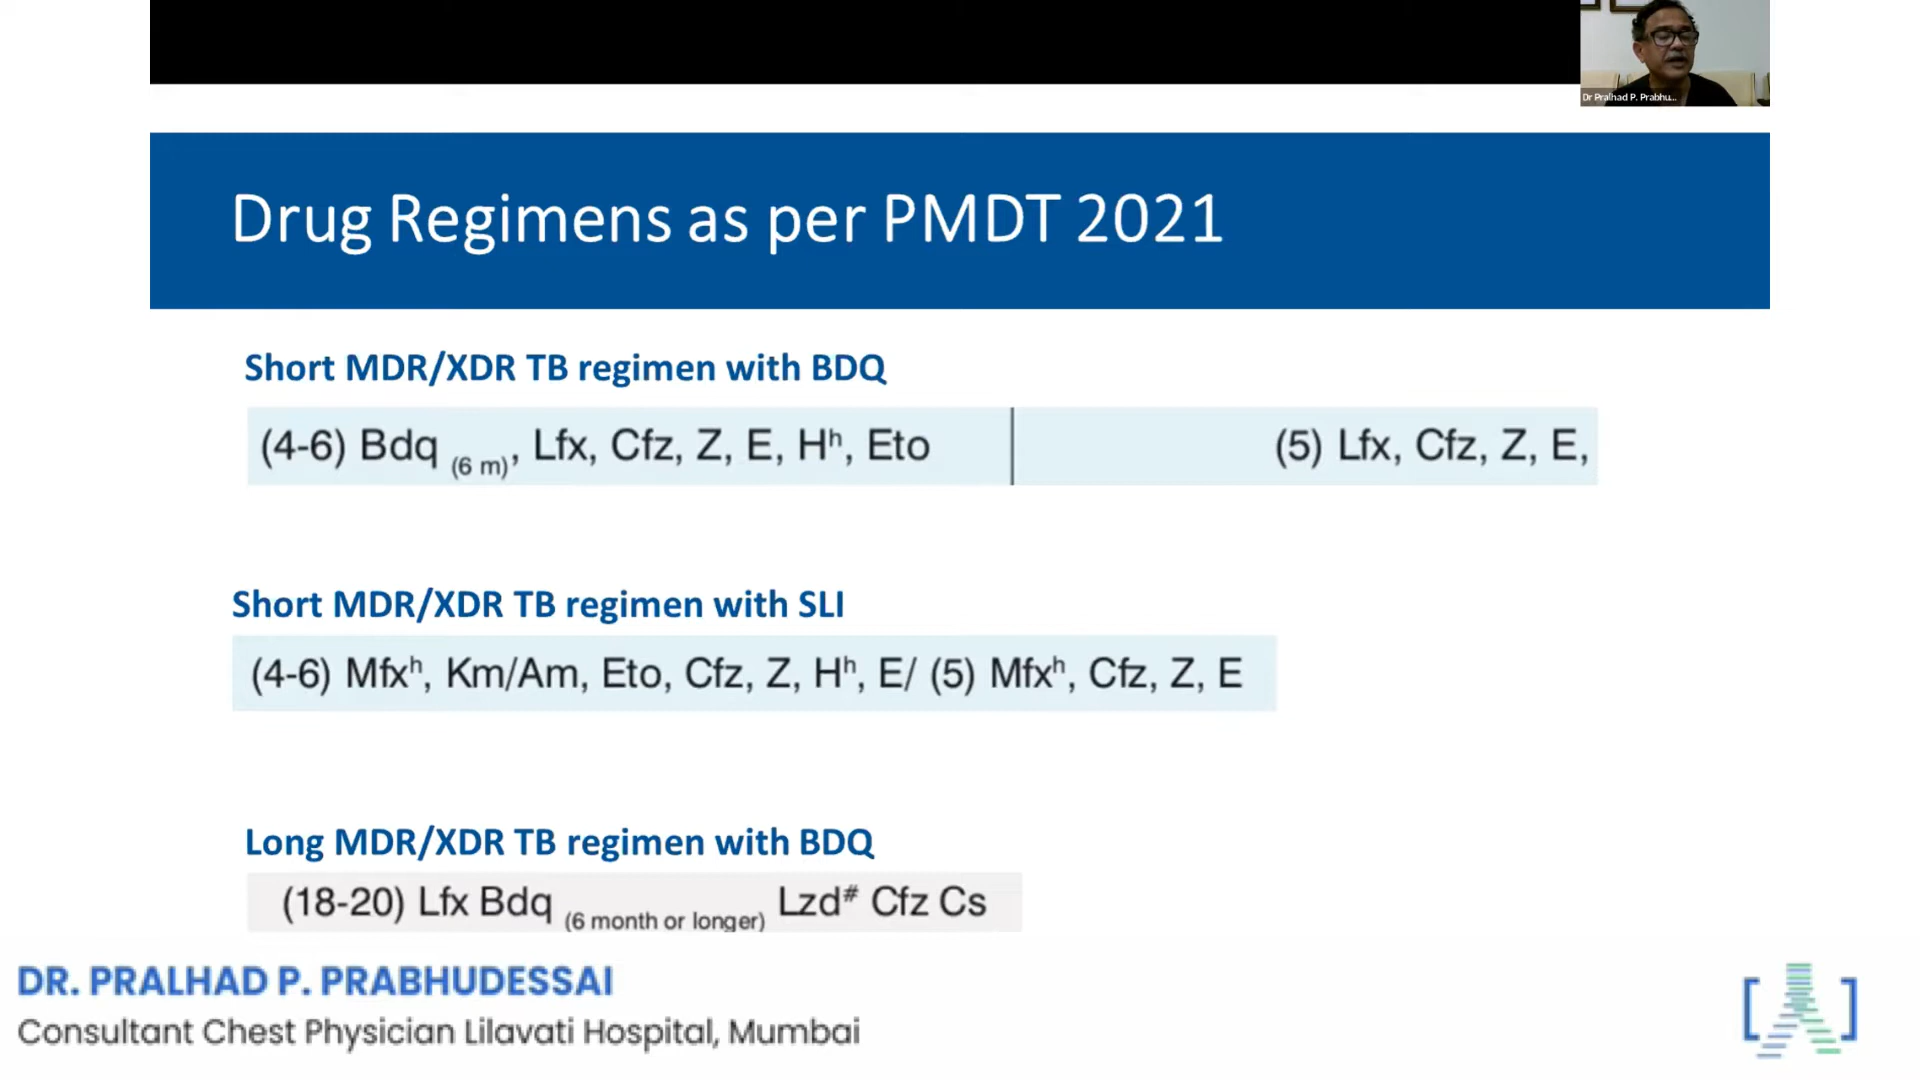 Dr Pralhad P. Prabhu...
Drug Regimens as per PMDT 2021
Short MDR/XDR TB regimen with BDQ
(4-6) Bdq (6 m), Lfx, Cfz, Z, E, Hʰ, Eto (5) Lfx, Cfz, Z, E,
Short MDR/XDR TB regimen with SLI
(4-6) Mfxʰ, Km/Am, Eto, Cfz, Z, Hʰ, E/ (5) Mfxʰ, Cfz, Z, E
Long MDR/XDR TB regimen with BDQ
(18-20) Lfx Bdq (6 month or longer) Lzd# Cfz Cs
DR. PRALHAD P. PRABHUDESSAI
Consultant Chest Physician Lilavati Hospital, Mumbai